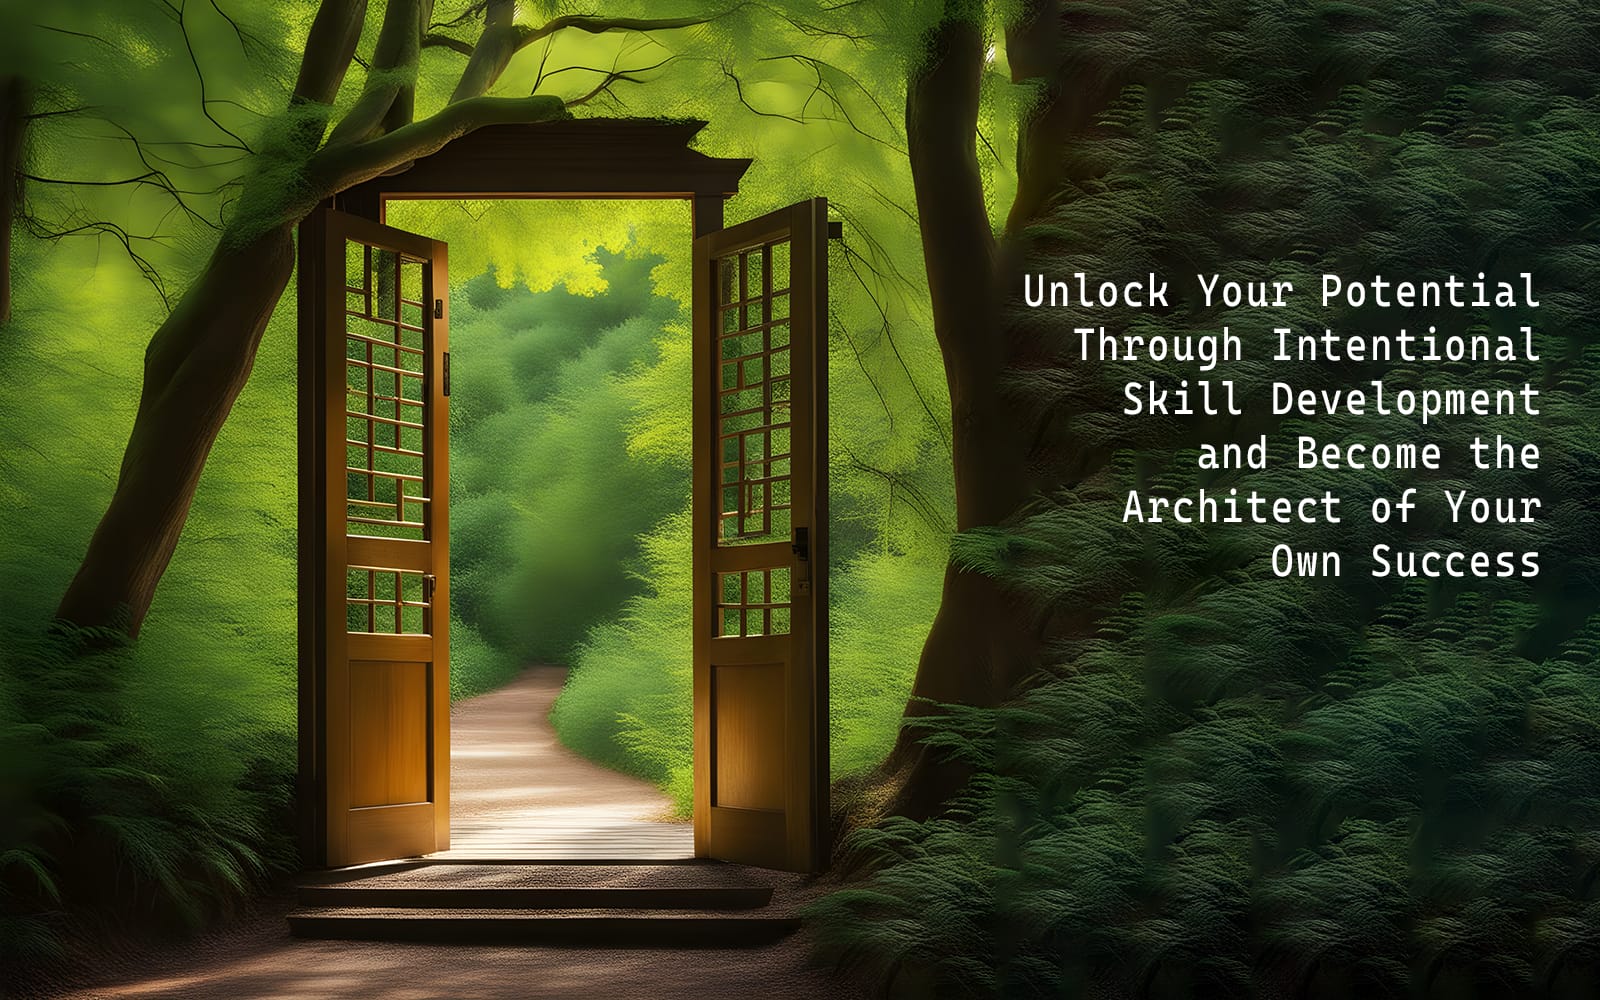 Unlock Your Potential
Through Intentional
Skill Development
and Become the
Architect of Your
Own Success